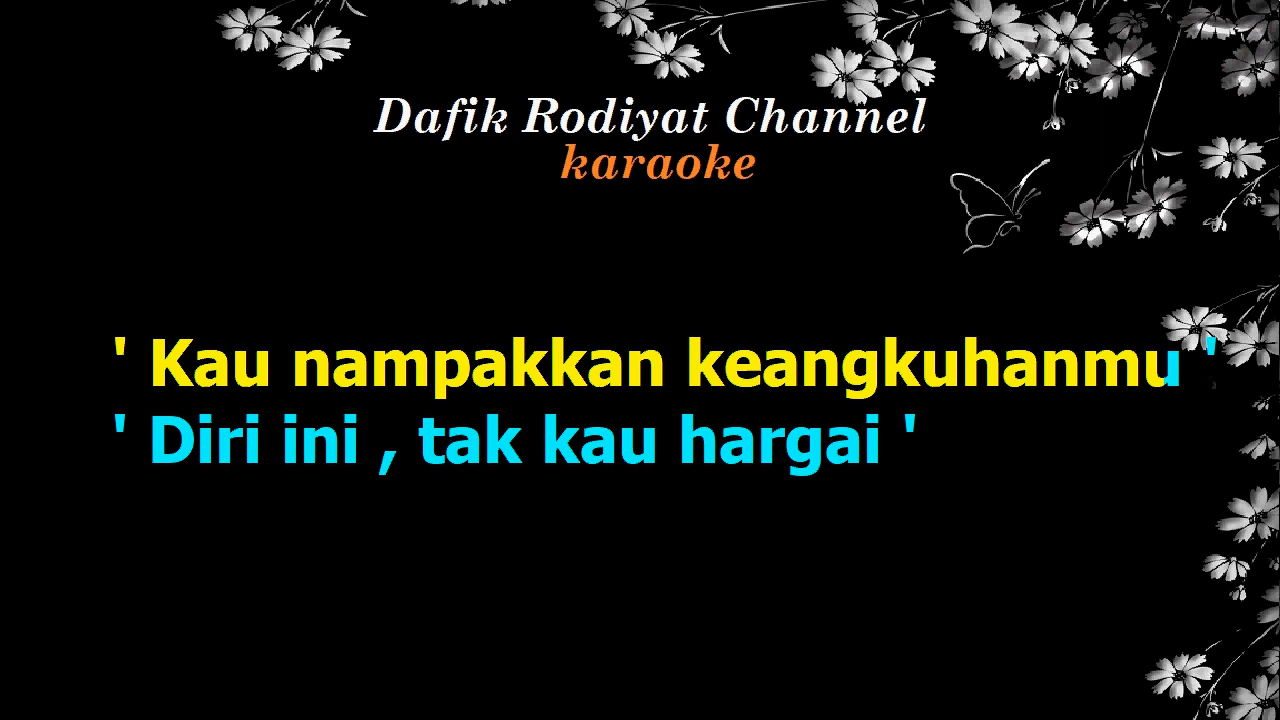 Dafik Rodiyat Channel
karaoke
' Kau nampakkan keangkuhanmu '
' Diri ini , tak kau hargai '